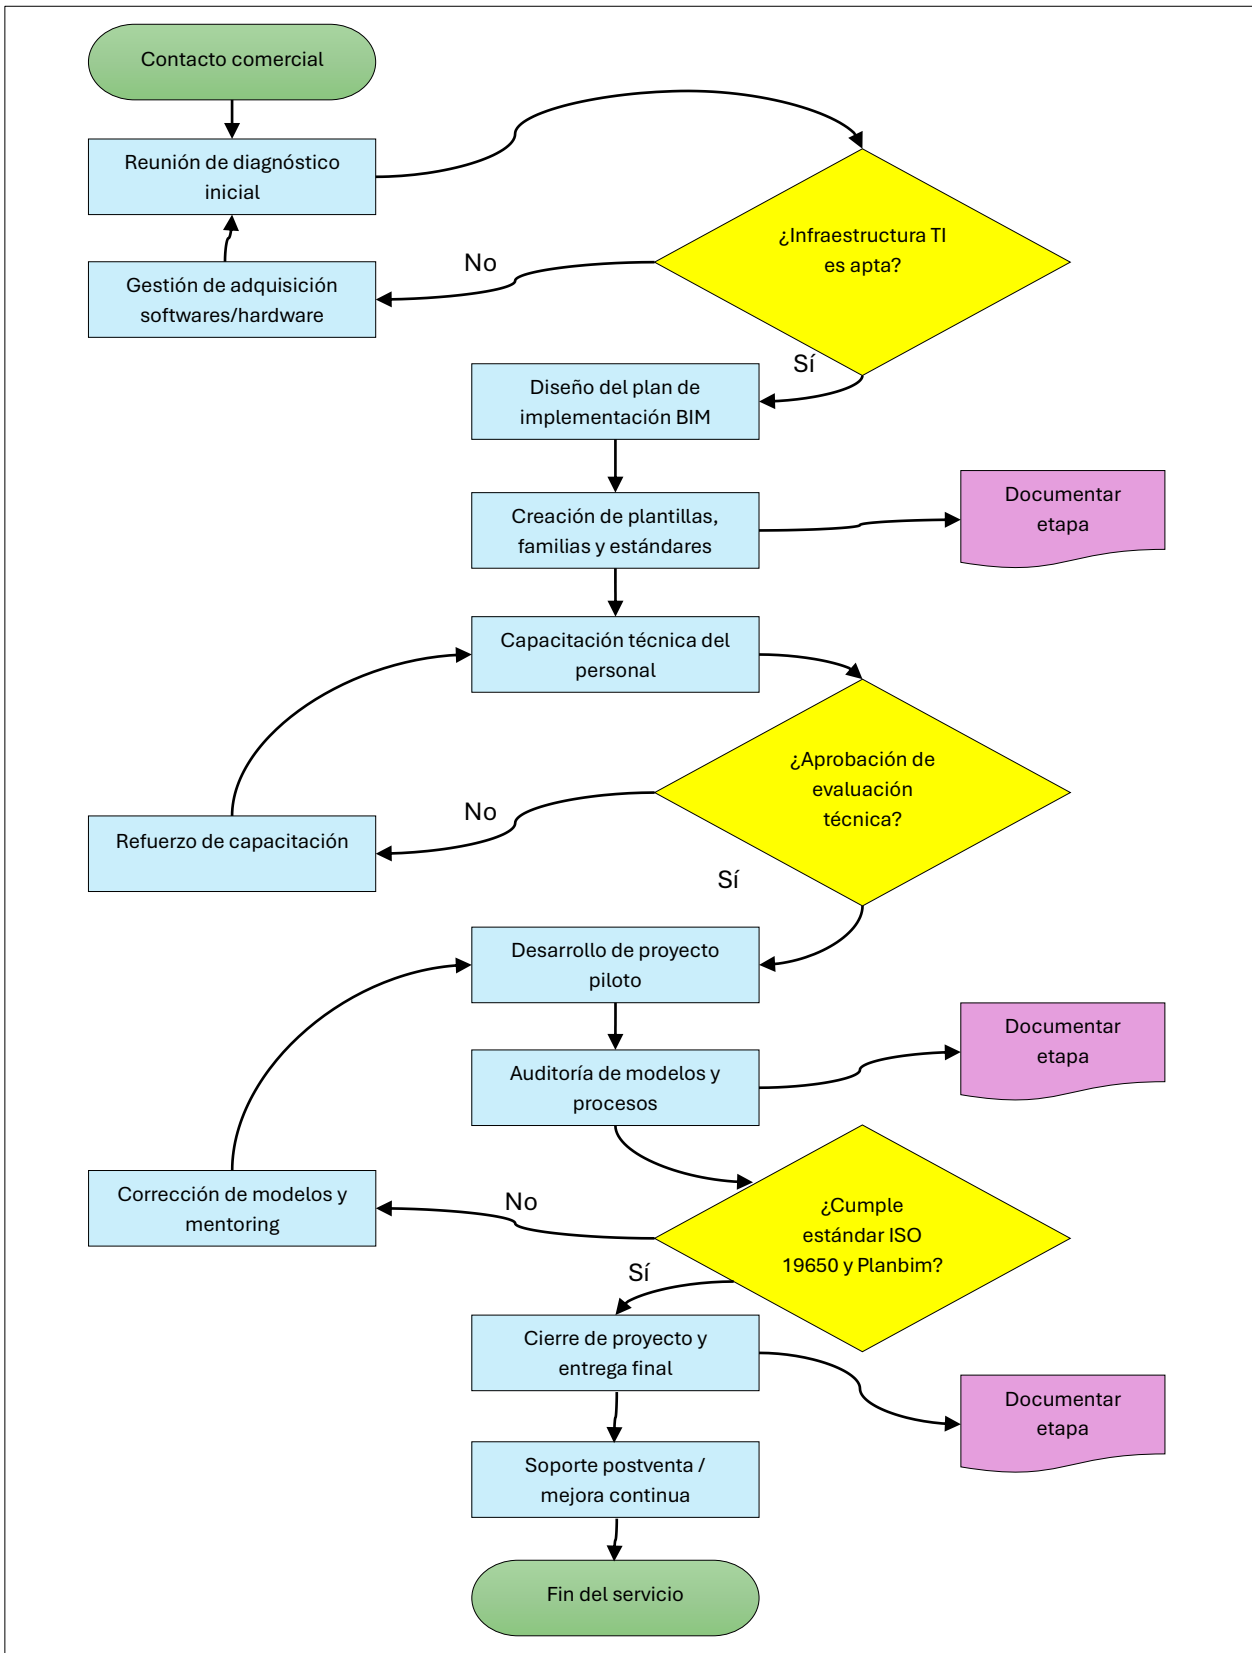 Contacto comercial
Reunión de diagnóstico
inicial
¿Infraestructura TI
es apta?
No
Gestión de adquisición
softwares/hardware
Sí
Diseño del plan de
implementación BIM
Creación de plantillas,
familias y estándares
Documentar
etapa
Capacitación técnica del
personal
¿Aprobación de
evaluación
técnica?
No
Refuerzo de capacitación
Sí
Desarrollo de proyecto
piloto
Auditoría de modelos y
procesos
Documentar
etapa
¿Cumple
estándar ISO
19650 y Planbim?
No
Corrección de modelos y
mentoring
Sí
Cierre de proyecto y
entrega final
Documentar
etapa
Soporte postventa /
mejora continua
Fin del servicio